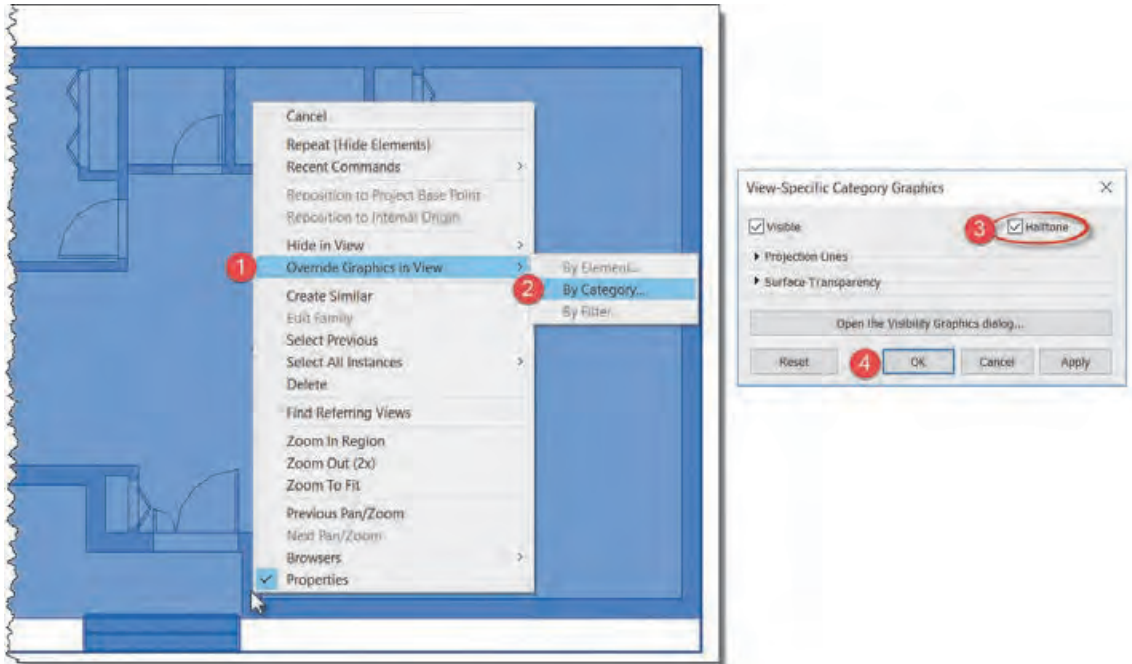 Cancel
Repeat [Hide Elements]
Recent Commands
Reposition to Project Base Point
Reposition to Internal Origin
Hide in View
1
Override Graphics in View
Create Similar
Edit Family
Select Previous
Select All Instances
Delete
Find Referring Views
Zoom In Region
Zoom Out (2x)
Zoom To Fit
Previous Pan/Zoom
Next Pan/Zoom
Browsers
Properties
By Element...
2
By Category...
By Filter...
View-Specific Category Graphics
Visible
3
Halftone
Projection Lines
Surface Transparency
Open the Visibility Graphics dialog...
Reset
4
OK
Cancel
Apply